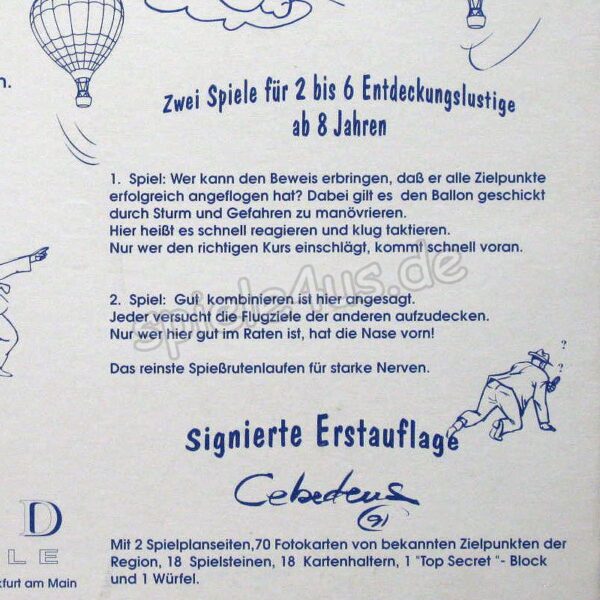 n.
Zwei Spiele für 2 bis 6 Entdeckungslustige
ab 8 Jahren
1. Spiel: Wer kann den Beweis erbringen, daß er alle Zielpunkte
erfolgreich angeflogen hat? Dabei gilt es den Ballon geschickt
durch Sturm und Gefahren zu manövrieren.
Hier heißt es schnell reagieren und klug taktieren.
Nur wer den richtigen Kurs einschlägt, kommt schnell voran.
spiele4us.de
2. Spiel: Gut kombinieren ist hier angesagt.
Jeder versucht die Flugziele der anderen aufzudecken.
Nur wer hier gut im Raten ist, hat die Nase vorn!
Das reinste Spießrutenlaufen für starke Nerven.
? ?
Signierte Erstauflage
91
Mit 2 Spielplanseiten,70 Fotokarten von bekannten Zielpunkten der
Region, 18 Spielsteinen, 18 Kartenhaltern, 1 "Top Secret "- Block
und 1 Würfel.
D
L E
kfurt am Main